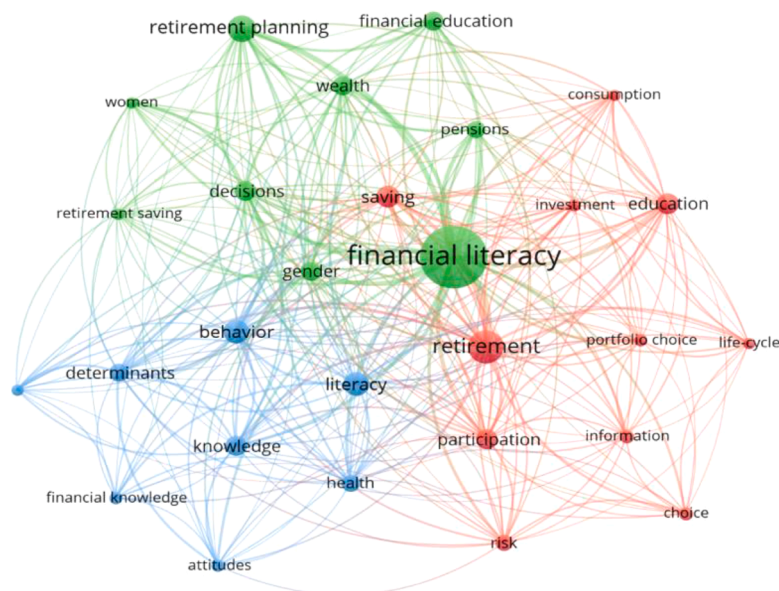 financial education
retirement planning
wealth
consumption
women
pensions
decisions
saving
investment
education
retirement saving
financial literacy
gender
behavior
retirement
portfolio choice
life-cycle
determinants
literacy
participation
information
knowledge
health
financial knowledge
choice
risk
attitudes